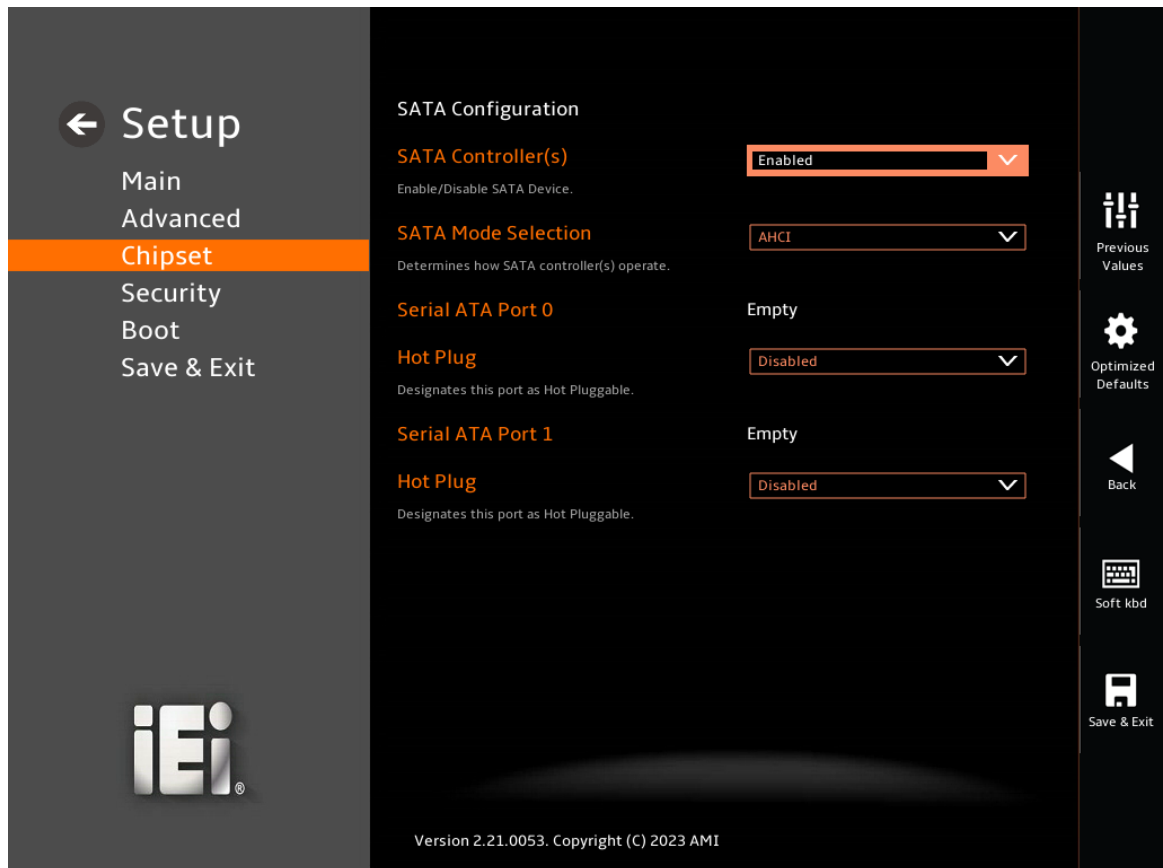 Setup
Main
Advanced
Chipset
Security
Boot
Save & Exit
iEi®
SATA Configuration
SATA Controller(s)
Enabled
Enable/Disable SATA Device.
SATA Mode Selection
AHCI
Determines how SATA controller(s) operate.
Serial ATA Port 0
Empty
Hot Plug
Disabled
Designates this port as Hot Pluggable.
Serial ATA Port 1
Empty
Hot Plug
Disabled
Designates this port as Hot Pluggable.
Version 2.21.0053. Copyright (C) 2023 AMI
Previous
Values
Optimized
Defaults
Back
Soft kbd
Save & Exit